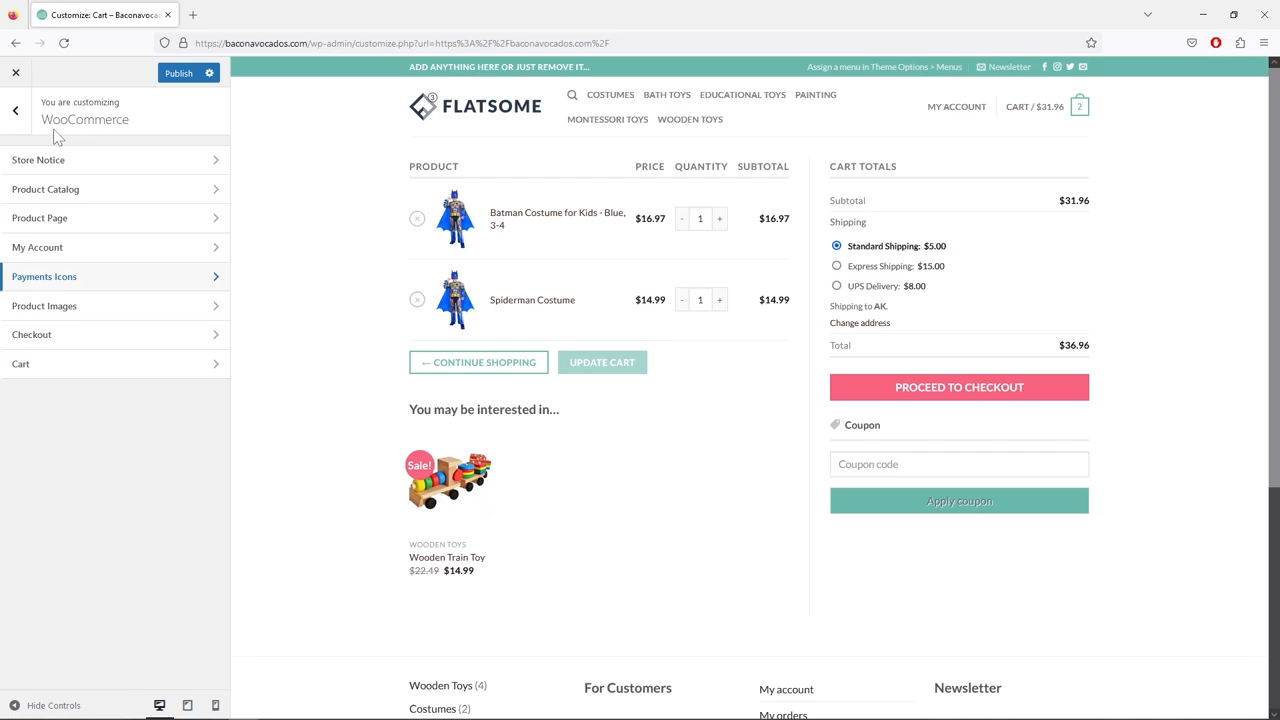 Customize: Cart – Baconavocad
https://baconavocados.com/wp-admin/customize.php?url=https%3A%2F%2Fbaconavocados.com%2F
Publish
You are customizing
WooCommerce
Store Notice
Product Catalog
Product Page
My Account
Payments Icons
Product Images
Checkout
Cart
Hide Controls
ADD ANYTHING HERE OR JUST REMOVE IT...
Assign a menu in Theme Options > Menus
Newsletter
3
FLATSOME
COSTUMES BATH TOYS EDUCATIONAL TOYS PAINTING
MONTESSORI TOYS WOODEN TOYS
MY ACCOUNT
CART / $31.96
2
PRODUCT PRICE QUANTITY SUBTOTAL
Batman Costume for Kids - Blue,
3-4
$16.97 - 1 + $16.97
Spiderman Costume $14.99 - 1 + $14.99
← CONTINUE SHOPPING UPDATE CART
You may be interested in...
Sale!
WOODEN TOYS
Wooden Train Toy
$22.49 $14.99
CART TOTALS
Subtotal $31.96
Shipping
Standard Shipping: $5.00
Express Shipping: $15.00
UPS Delivery: $8.00
Shipping to AK.
Change address
Total $36.96
PROCEED TO CHECKOUT
Coupon
Coupon code
Apply coupon
Wooden Toys (4)
Costumes (2)
For Customers
My account
My orders
Newsletter